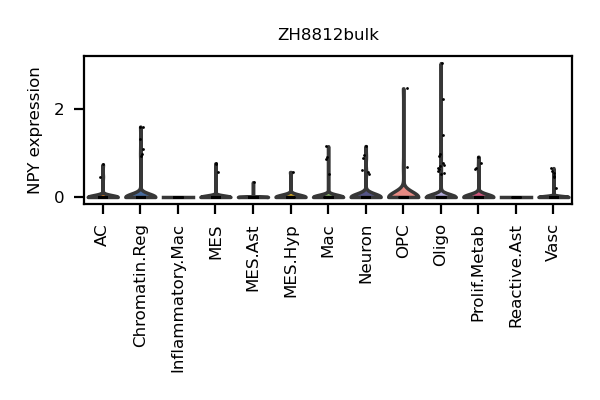 ZH8812bulk
NPY expression
2
0
AC
Chromatin.Reg
Inflammatory.Mac
MES
MES.Ast
MES.Hyp
Mac
Neuron
OPC
Oligo
Prolif.Metab
Reactive.Ast
Vasc